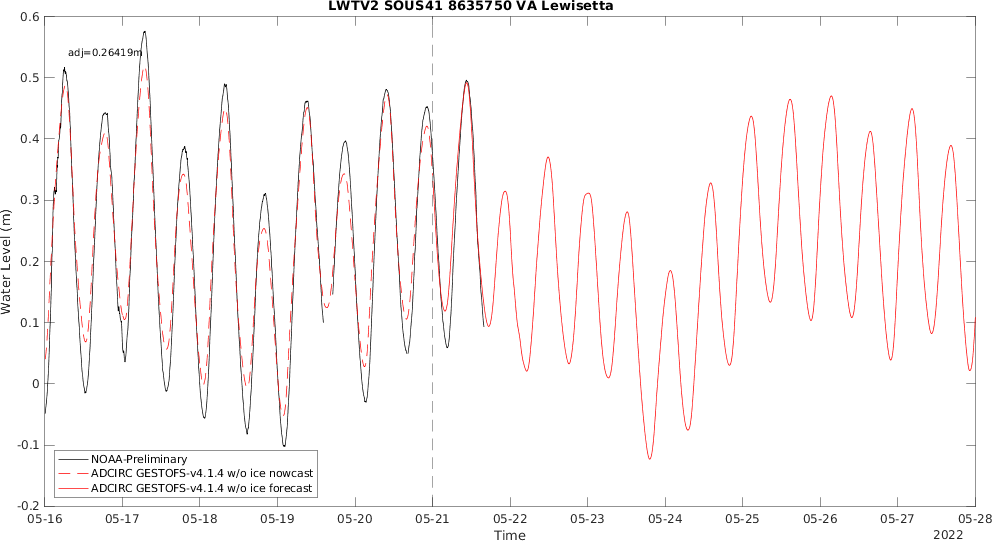 LWTV2 SOUS41 8635750 VA Lewisetta
adj=0.26419m
Water Level (m)
0.6
0.5
0.4
0.3
0.2
0.1
0
-0.1
-0.2
NOAA-Preliminary
ADCIRC GESTOFS-v4.1.4 w/o ice nowcast
ADCIRC GESTOFS-v4.1.4 w/o ice forecast
05-16 05-17 05-18 05-19 05-20 05-21 05-22 05-23 05-24 05-25 05-26 05-27 05-28
Time
2022